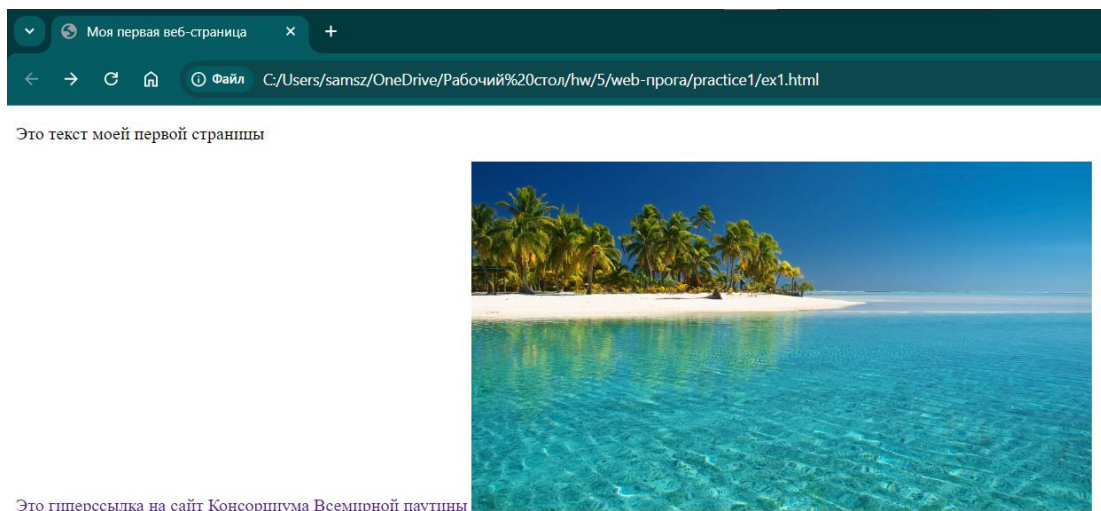 Моя первая веб-страница
Файл C:/Users/samsz/OneDrive/Рабочий%20стол/hw/5/web-прога/practice1/ex1.html
Это текст моей первой страницы
Это гиперссылка на сайт Консорциума Всемирной паутины